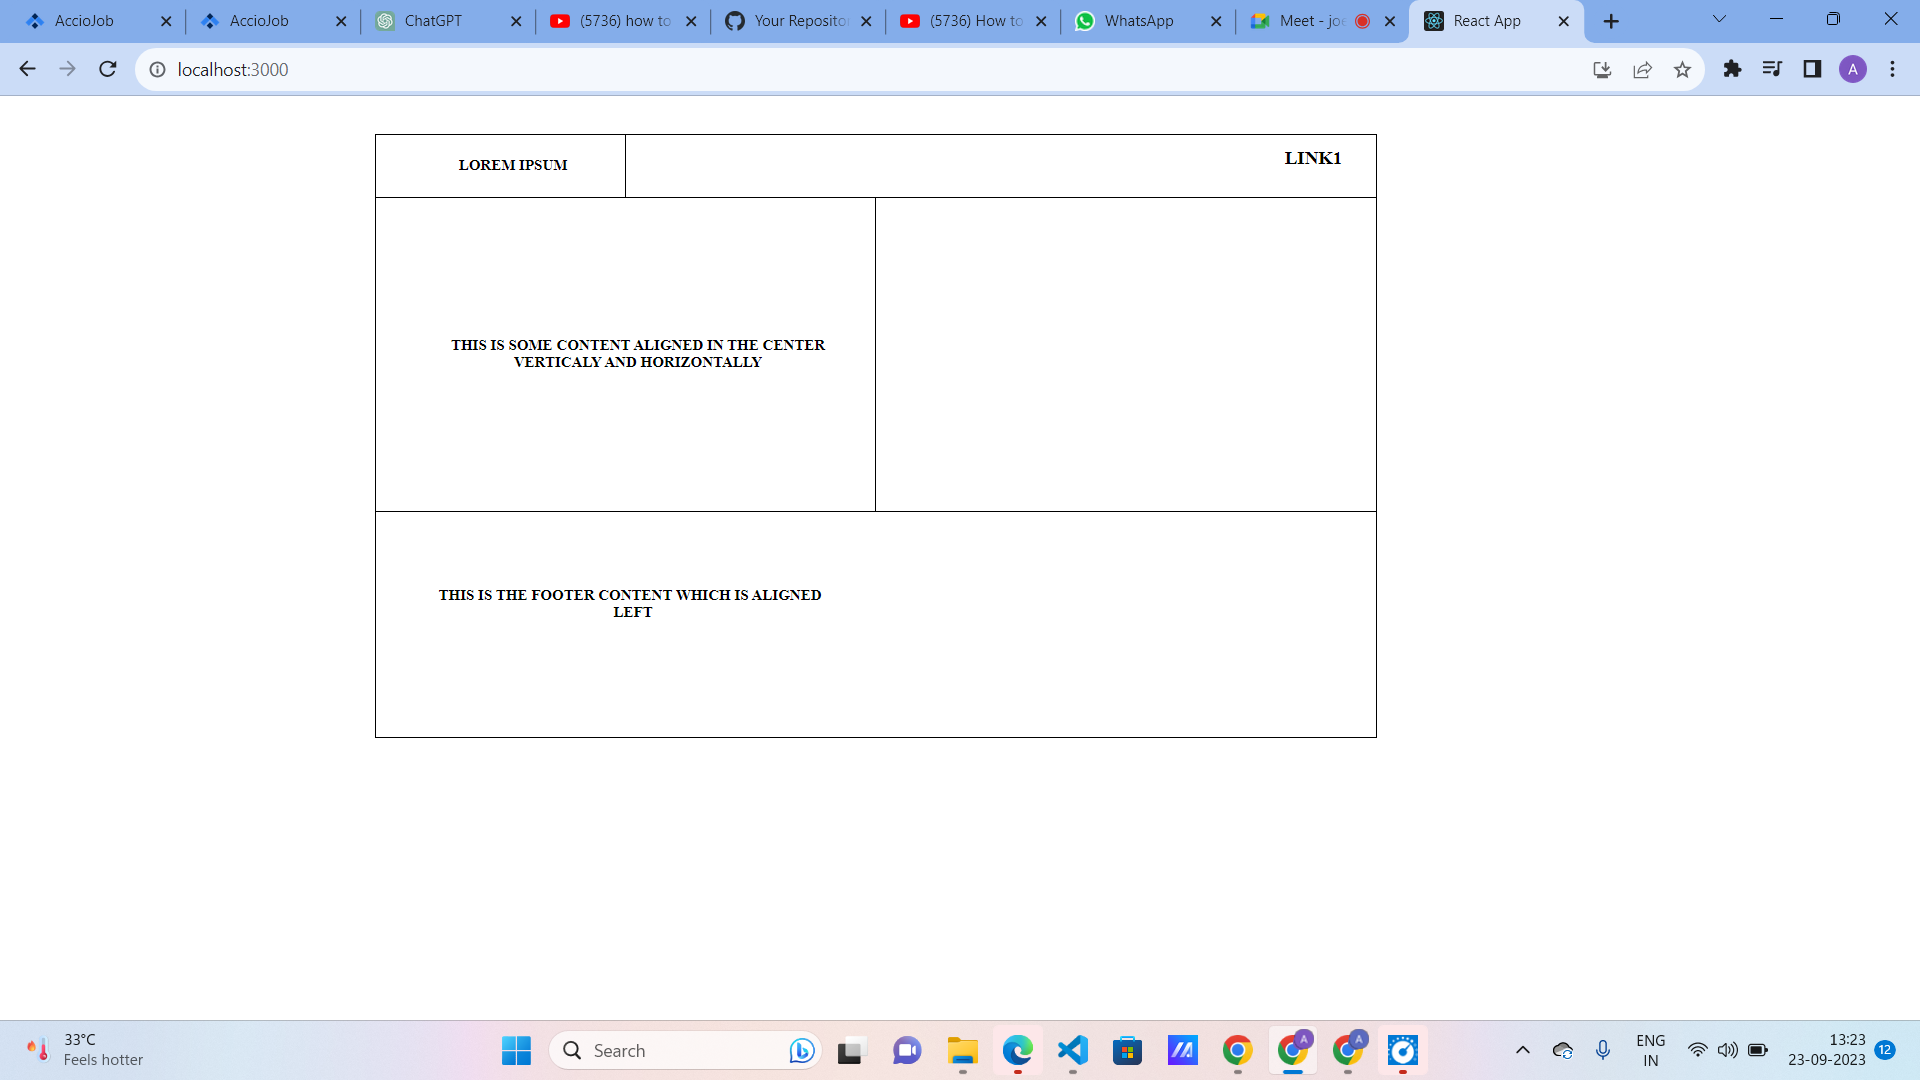 AccioJob
AccioJob
ChatGPT
(5736) how to
Your Reposito
(5736) How to
WhatsApp
Meet - joe
React App
localhost:3000
A
LOREM IPSUM
LINK1
THIS IS SOME CONTENT ALIGNED IN THE CENTER
VERTICALY AND HORIZONTALLY
THIS IS THE FOOTER CONTENT WHICH IS ALIGNED
LEFT
33°C
Feels hotter
Search
A
A
ENG
IN
13:23
23-09-2023
12